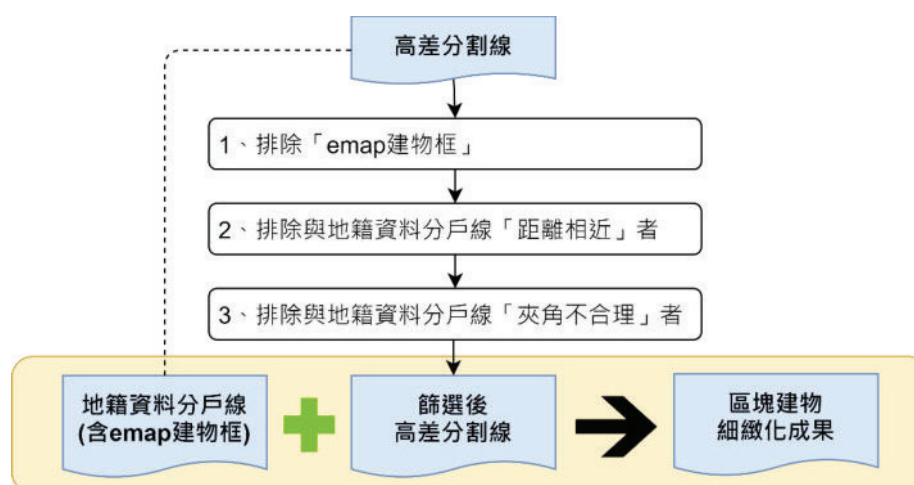 高差分割線
1、排除「emap建物框」
2、排除與地籍資料分戶線「距離相近」者
3、排除與地籍資料分戶線「夾角不合理」者
地籍資料分戶線
(含emap建物框)
篩選後
高差分割線
區塊建物
細緻化成果